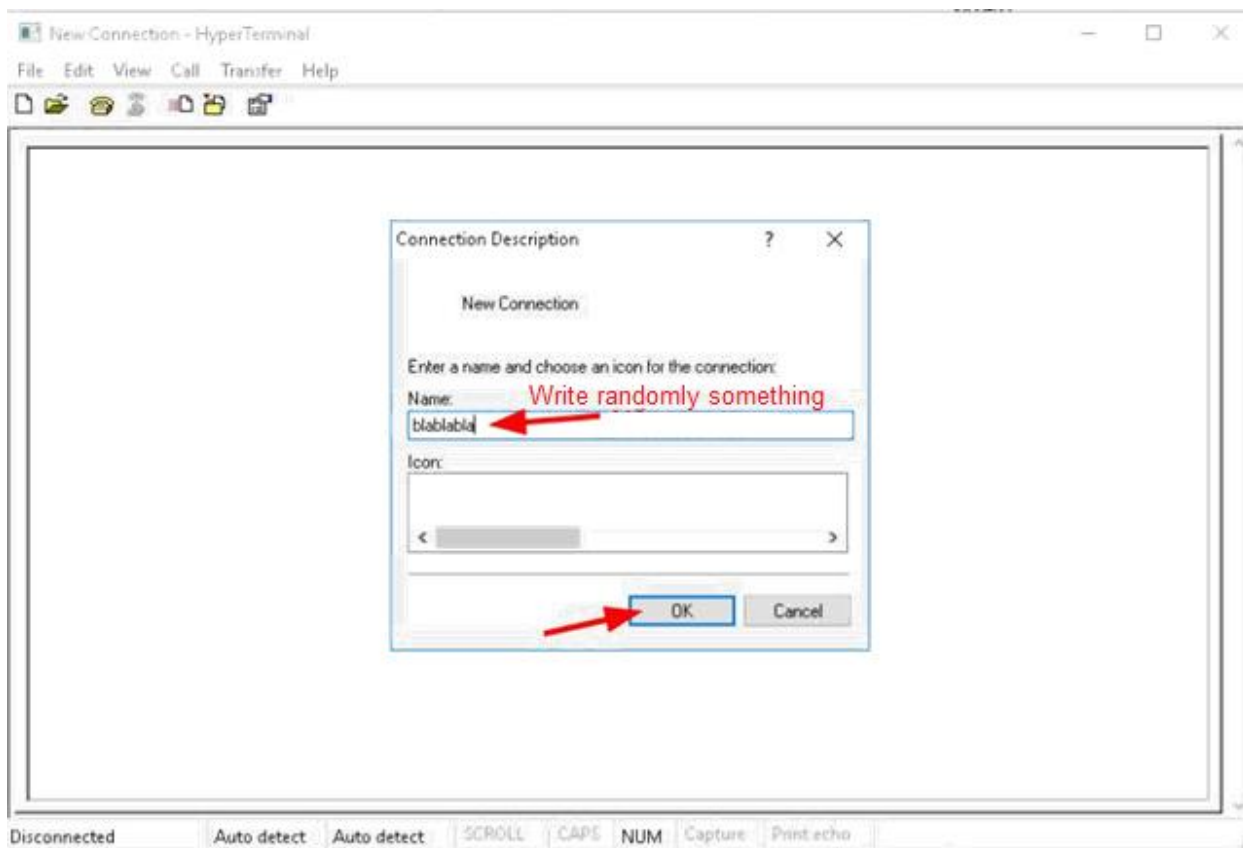 New Connection - HyperTerminal
File Edit View Call Transfer Help
Connection Description ?
New Connection
Enter a name and choose an icon for the connection:
Name:
Write randomly something
blablabla
Icon:
OK Cancel
Disconnected Auto detect Auto detect SCROLL CAPS NUM Capture Print echo